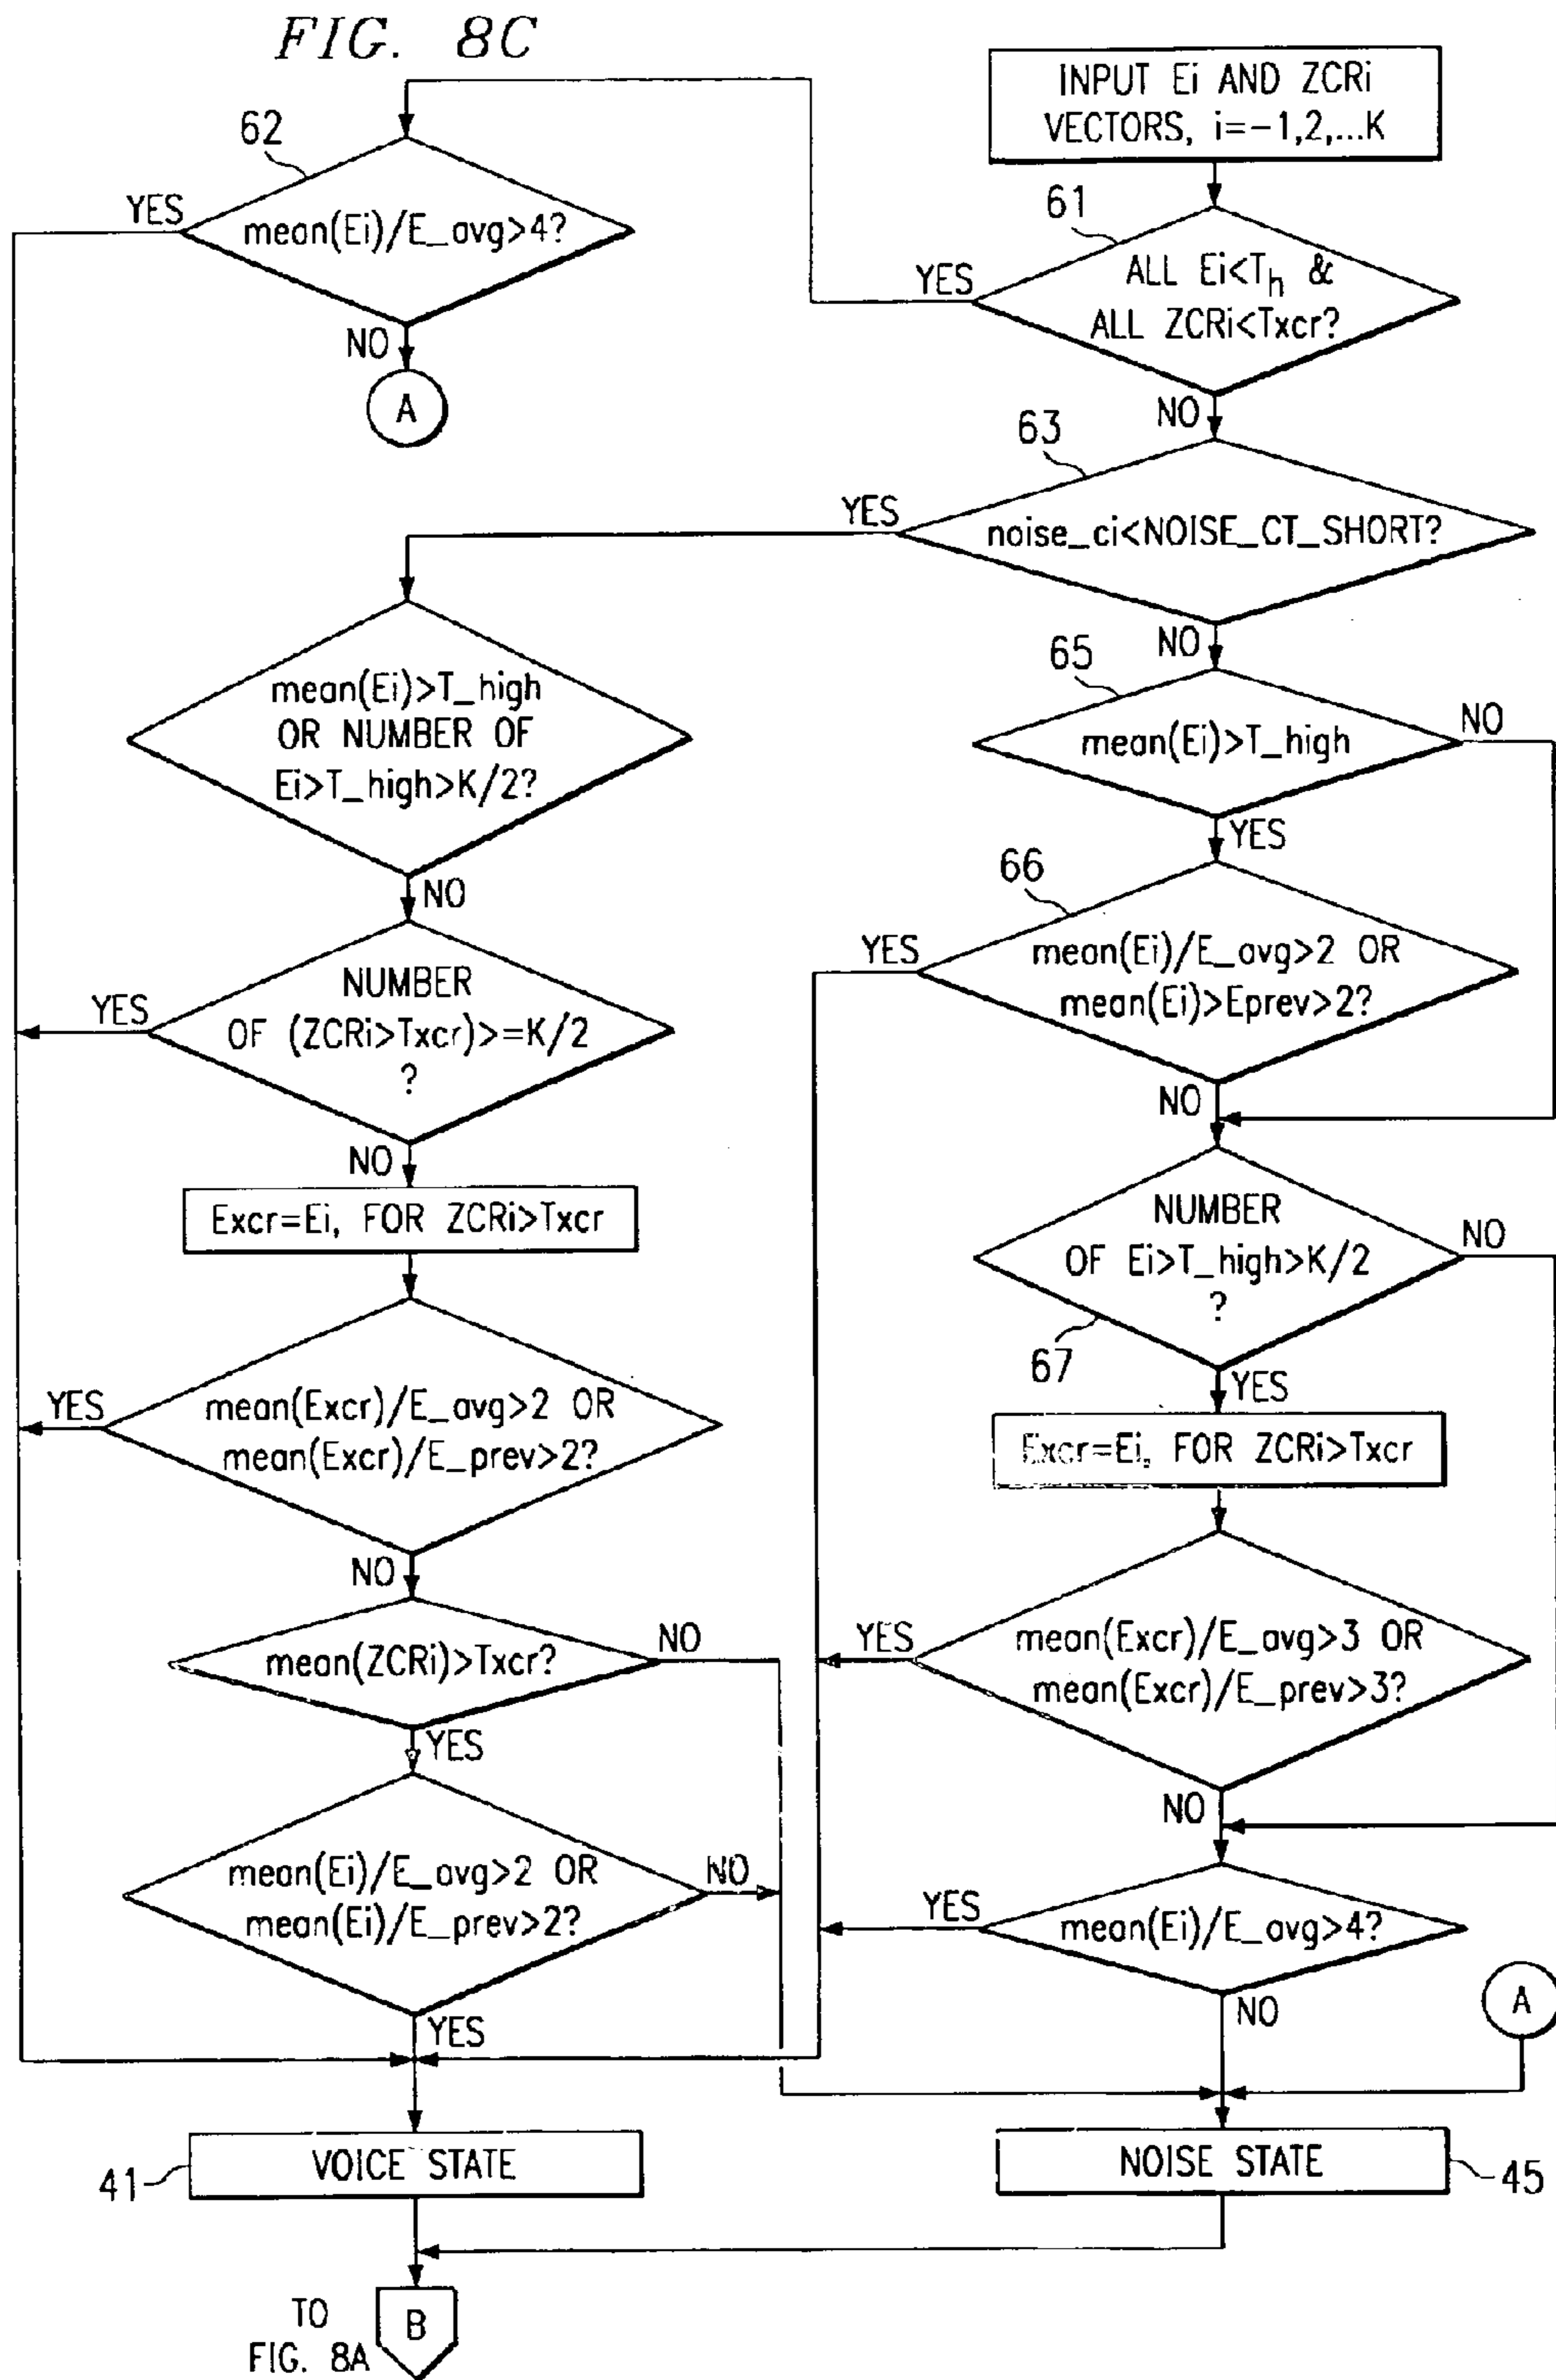 FIG. 8C
INPUT Ei AND ZCRi
VECTORS, i=-1,2,...K
62
YES
mean(Ei)/E_avg>4?
NO
A
61
YES
ALL Ei<Th &
ALL ZCRi<Txcr?
NO
63
YES
noise_ci<NOISE_CT_SHORT?
NO
mean(Ei)>T_high
OR NUMBER OF
Ei>T_high>K/2?
NO
65
mean(Ei)>T_high
NO
YES
66
YES
mean(Ei)/E_avg>2 OR
mean(Ei)>Eprev>2?
NO
YES
NUMBER
OF (ZCRi>Txcr)>=K/2
?
NO
Excr=Ei, FOR ZCRi>Txcr
NUMBER
OF Ei>T_high>K/2
?
NO
67
YES
Excr=Ei, FOR ZCRi>Txcr
YES
mean(Excr)/E_avg>2 OR
mean(Excr)/E_prev>2?
NO
YES
mean(Excr)/E_avg>3 OR
mean(Excr)/E_prev>3?
NO
mean(ZCRi)>Txcr?
NO
YES
mean(Ei)/E_avg>2 OR
mean(Ei)/E_prev>2?
NO
YES
YES
mean(Ei)/E_avg>4?
NO
A
41
VOICE STATE
NOISE STATE
45
TO
FIG. 8A
B